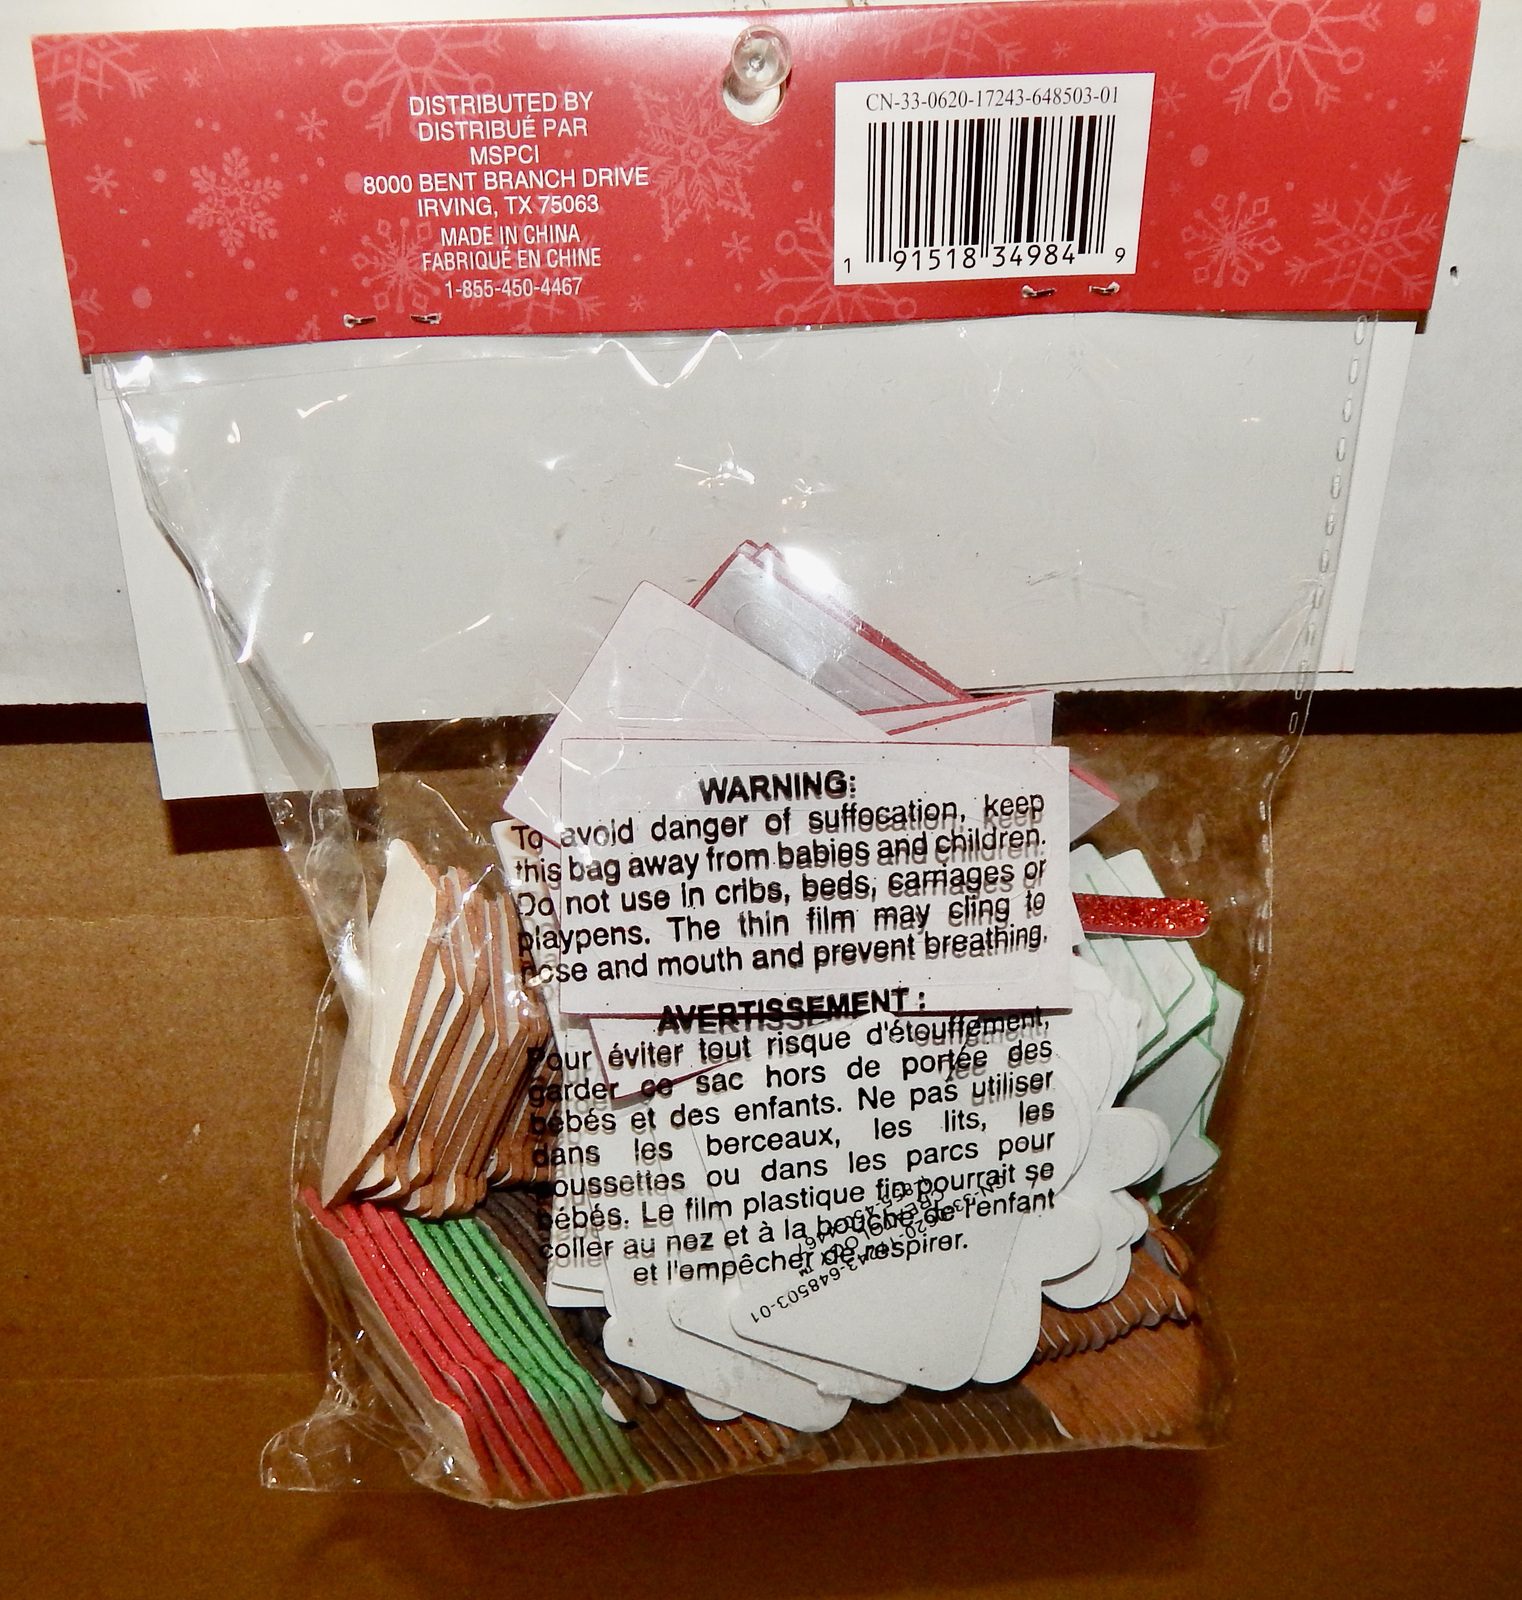 DISTRIBUTED BY
DISTRIBUÉ PAR
MSPCI
8000 BENT BRANCH DRIVE
IRVING, TX 75063
MADE IN CHINA
FABRIQUÉ EN CHINE
1-855-450-4467
CN-33-0620-17243-648503-01
1 91518 34984 9
WARNING:
To avoid danger of suffocation, keep
this bag away from babies and children.
Do not use in cribs, beds, carriages or
playpens. The thin film may cling to
nose and mouth and prevent breathing.
AVERTISSEMENT :
Pour éviter tout risque d'étouffement,
garder ce sac hors de portée des
bébés et des enfants. Ne pas utiliser
dans les berceaux, les lits, les
poussettes ou dans les parcs pour
bébés. Le film plastique fin pourrait se
coller au nez et à la bouche de l'enfant
et l'empêcher de respirer.